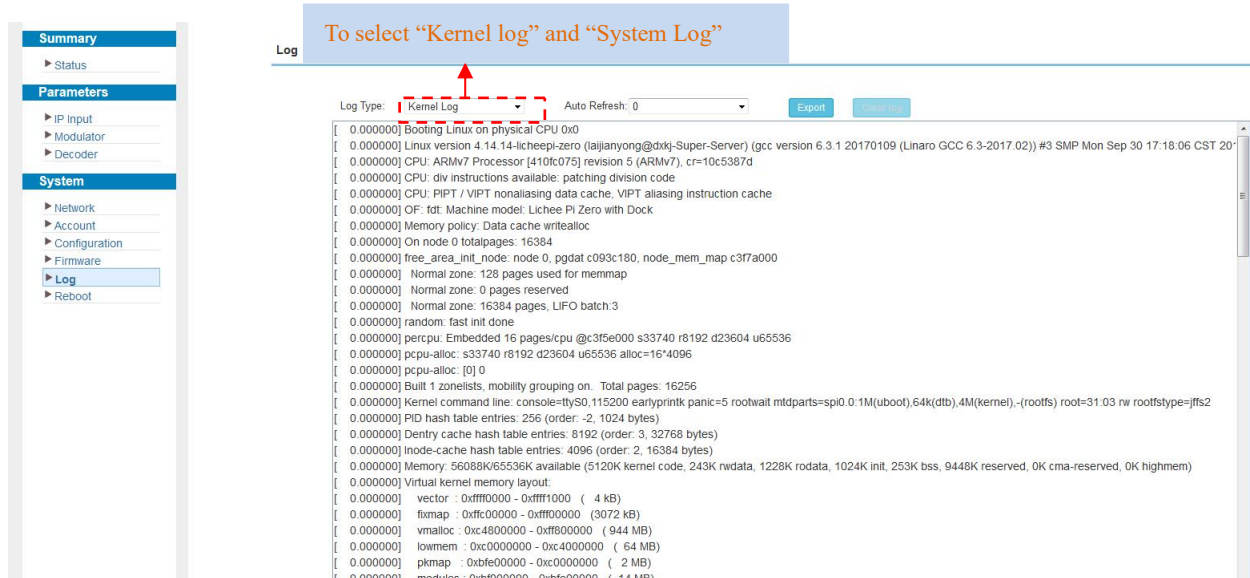 To select “Kernel log” and “System Log”
Summary
Status
Parameters
IP Input
Modulator
Decoder
System
Network
Account
Configuration
Firmware
Log
Reboot
Log
Log Type: Kernel Log Auto Refresh: 0 Export Clear log
[ 0.000000] Booting Linux on physical CPU 0x0
[ 0.000000] Linux version 4.14.14-licheepi-zero (laijianyong@dxkj-Super-Server) (gcc version 6.3.1 20170109 (Linaro GCC 6.3-2017.02)) #3 SMP Mon Sep 30 17:18:06 CST 201
[ 0.000000] CPU: ARMv7 Processor [410fc075] revision 5 (ARMv7), cr=10c5387d
[ 0.000000] CPU: div instructions available: patching division code
[ 0.000000] CPU: PIPT / VIPT nonaliasing data cache, VIPT aliasing instruction cache
[ 0.000000] OF: fdt: Machine model: Lichee Pi Zero with Dock
[ 0.000000] Memory policy: Data cache writealloc
[ 0.000000] On node 0 totalpages: 16384
[ 0.000000] free_area_init_node: node 0, pgdat c093c180, node_mem_map c3f7a000
[ 0.000000] Normal zone: 128 pages used for memmap
[ 0.000000] Normal zone: 0 pages reserved
[ 0.000000] Normal zone: 16384 pages, LIFO batch:3
[ 0.000000] random: fast init done
[ 0.000000] percpu: Embedded 16 pages/cpu @c3f5e000 s33740 r8192 d23604 u65536
[ 0.000000] pcpu-alloc: s33740 r8192 d23604 u65536 alloc=16*4096
[ 0.000000] pcpu-alloc: [0] 0
[ 0.000000] Built 1 zonelists, mobility grouping on. Total pages: 16256
[ 0.000000] Kernel command line: console=ttyS0,115200 earlyprintk panic=5 rootwait mtdparts=spi0.0:1M(uboot),64k(dtb),4M(kernel),-(rootfs) root=31:03 rw rootfstype=jffs2
[ 0.000000] PID hash table entries: 256 (order: -2, 1024 bytes)
[ 0.000000] Dentry cache hash table entries: 8192 (order: 3, 32768 bytes)
[ 0.000000] Inode-cache hash table entries: 4096 (order: 2, 16384 bytes)
[ 0.000000] Memory: 56088K/65536K available (5120K kernel code, 243K rwdata, 1228K rodata, 1024K init, 253K bss, 9448K reserved, 0K cma-reserved, 0K highmem)
[ 0.000000] Virtual kernel memory layout:
[ 0.000000] vector : 0xffff0000 - 0xffff1000 ( 4 kB)
[ 0.000000] fixmap : 0xffc00000 - 0xfff00000 (3072 kB)
[ 0.000000] vmalloc : 0xc4800000 - 0xff800000 ( 944 MB)
[ 0.000000] lowmem : 0xc0000000 - 0xc4000000 ( 64 MB)
[ 0.000000] pkmap : 0xbfe00000 - 0xc0000000 ( 2 MB)
[ 0.000000] modules : 0xbf000000 - 0xbfe00000 ( 14 MB)